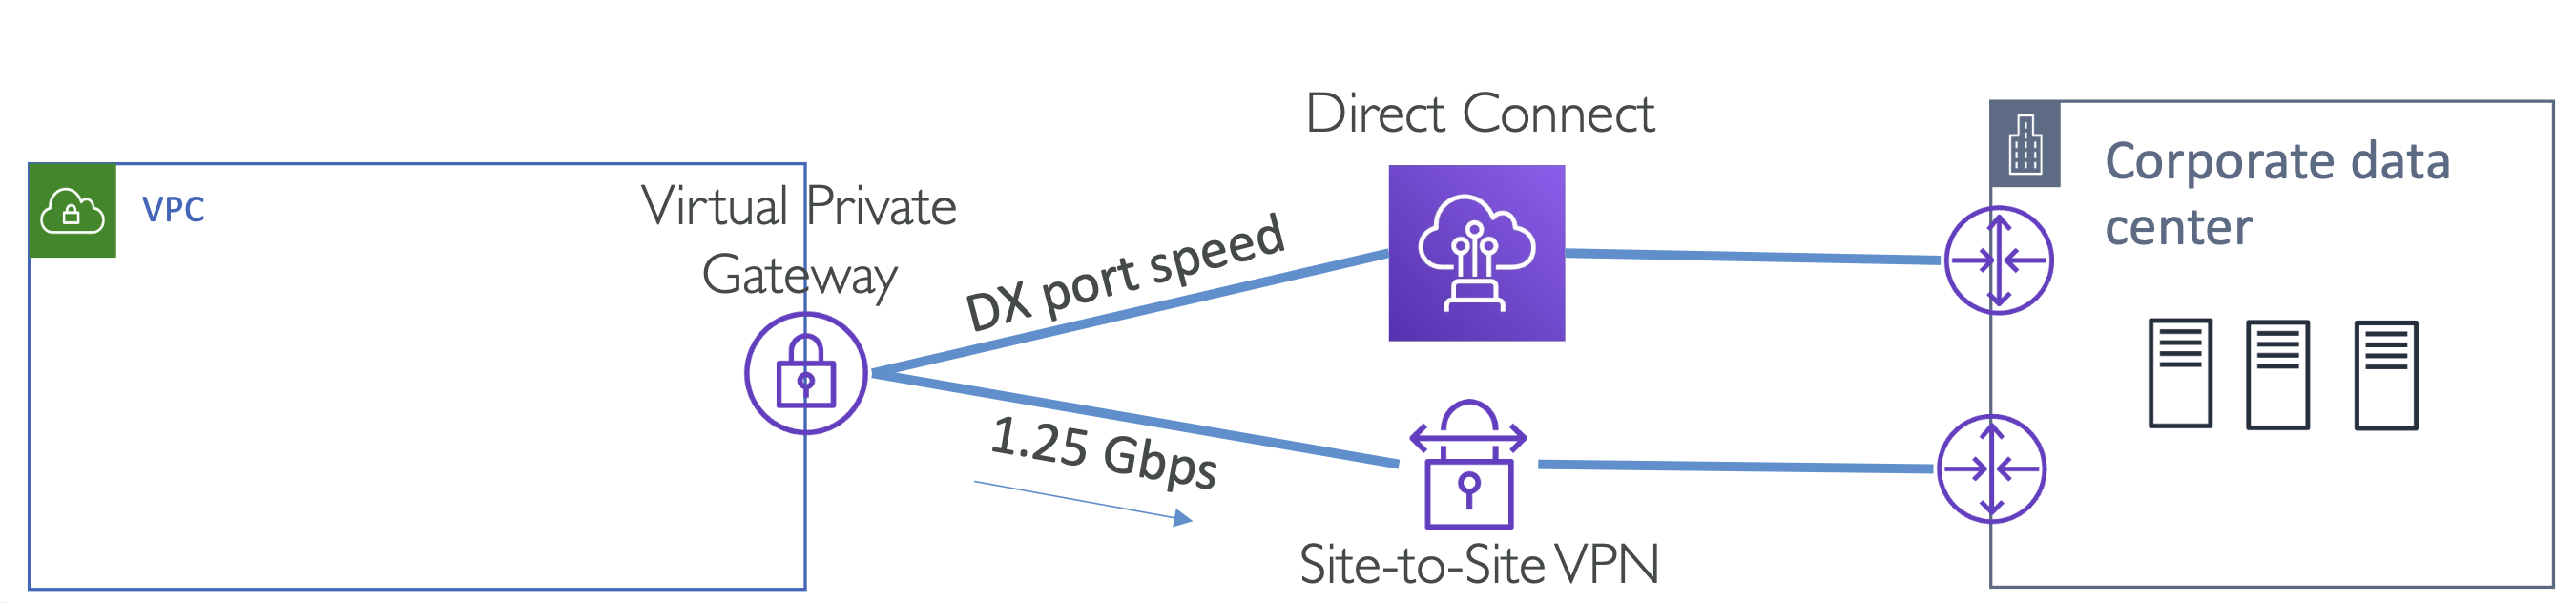 Direct Connect
VPC
Virtual Private
Gateway
DX port speed
1.25 Gbps
Site-to-Site VPN
Corporate data
center